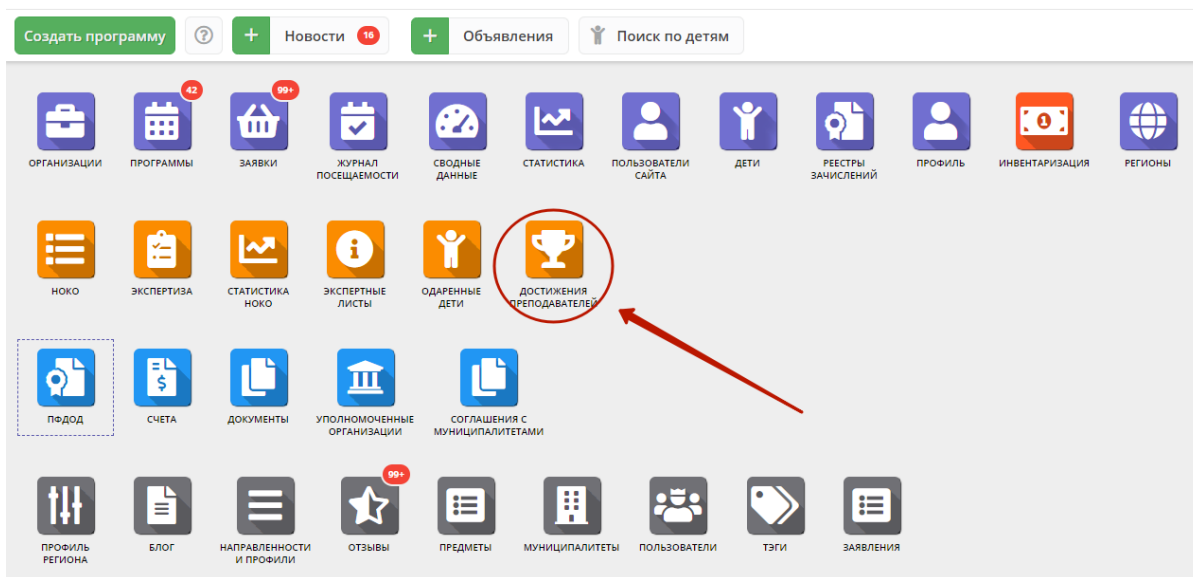 Создать программу ? + Новости 16 + Объявления Поиск по детям
42 99+
1
ОРГАНИЗАЦИИ ПРОГРАММЫ ЗАЯВКИ ЖУРНАЛ СВОДНЫЕ СТАТИСТИКА ПОЛЬЗОВАТЕЛИ ДЕТИ РЕЕСТРЫ ПРОФИЛЬ ИНВЕНТАРИЗАЦИЯ РЕГИОНЫ
ПОСЕЩАЕМОСТИ ДАННЫЕ САЙТА ЗАЧИСЛЕНИЙ
i
НОКО ЭКСПЕРТИЗА СТАТИСТИКА ЭКСПЕРТНЫЕ ОДАРЕННЫЕ ДОСТИЖЕНИЯ
НОКО ЛИСТЫ ДЕТИ ПРЕПОДАВАТЕЛЕЙ
$
ПФДОД СЧЕТА ДОКУМЕНТЫ УПОЛНОМОЧЕННЫЕ СОГЛАШЕНИЯ С
ОРГАНИЗАЦИИ МУНИЦИПАЛИТЕТАМИ
99+
ПРОФИЛЬ БЛОГ НАПРАВЛЕННОСТИ ОТЗЫВЫ ПРЕДМЕТЫ МУНИЦИПАЛИТЕТЫ ПОЛЬЗОВАТЕЛИ ТЭГИ ЗАЯВЛЕНИЯ
РЕГИОНА И ПРОФИЛИ